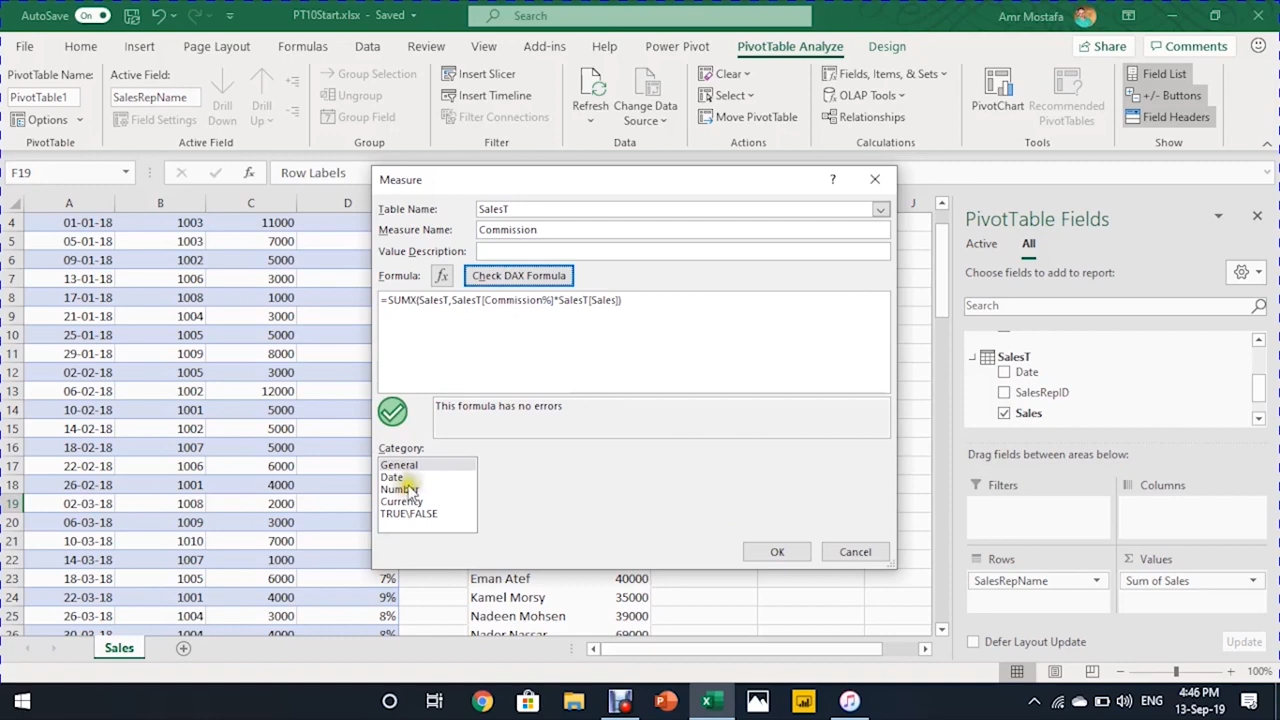 AutoSave On PT10Start.xlsx - Saved Search Amr Mostafa
File Home Insert Page Layout Formulas Data Review View Add-ins Help Power Pivot PivotTable Analyze Design Share Comments
PivotTable Name: Active Field: Group Selection Insert Slicer Clear Fields, Items, & Sets Field List
PivotTable1 SalesRepName Drill Down Drill Up Ungroup Insert Timeline Refresh Change Data Source Select OLAP Tools PivotChart Recommended PivotTables +/- Buttons
Options Field Settings Group Field Filter Connections Move PivotTable Relationships Field Headers
PivotTable Active Field Group Filter Data Actions Calculations Tools Show
F19 fx Row Labels
A B C D J
4 01-01-18 1003 11000
5 05-01-18 1003 7000
6 09-01-18 1002 5000
7 13-01-18 1006 3000
8 17-01-18 1008 1000
9 21-01-18 1004 3000
10 25-01-18 1005 5000
11 29-01-18 1009 8000
12 02-02-18 1005 3000
13 06-02-18 1002 12000
14 10-02-18 1001 5000
15 14-02-18 1002 5000
16 18-02-18 1007 5000
17 22-02-18 1006 6000
18 26-02-18 1001 4000
19 02-03-18 1008 2000
20 06-03-18 1009 3000
21 10-03-18 1010 7000
22 14-03-18 1007 1000
23 18-03-18 1005 6000 7% Eman Atef 40000
24 22-03-18 1001 4000 9% Kamel Morsy 35000
25 26-03-18 1004 3000 8% Nadeen Mohsen 39000
26 30-03-18 1004 4000 8% Nader Nassar 69000
Measure ?
Table Name: SalesT
Measure Name: Commission
Value Description:
Formula: fx Check DAX Formula
=SUMX(SalesT,SalesT[Commission%]*SalesT[Sales])
This formula has no errors
Category:
General
Date
Number
Currency
TRUE\FALSE
OK Cancel
PivotTable Fields
Active All
Choose fields to add to report:
Search
SalesT
Date
SalesRepID
Sales
Drag fields between areas below:
Filters Columns
Rows Values
SalesRepName Sum of Sales
Defer Layout Update Update
Sales
100%
ENG
4:46 PM
13-Sep-19